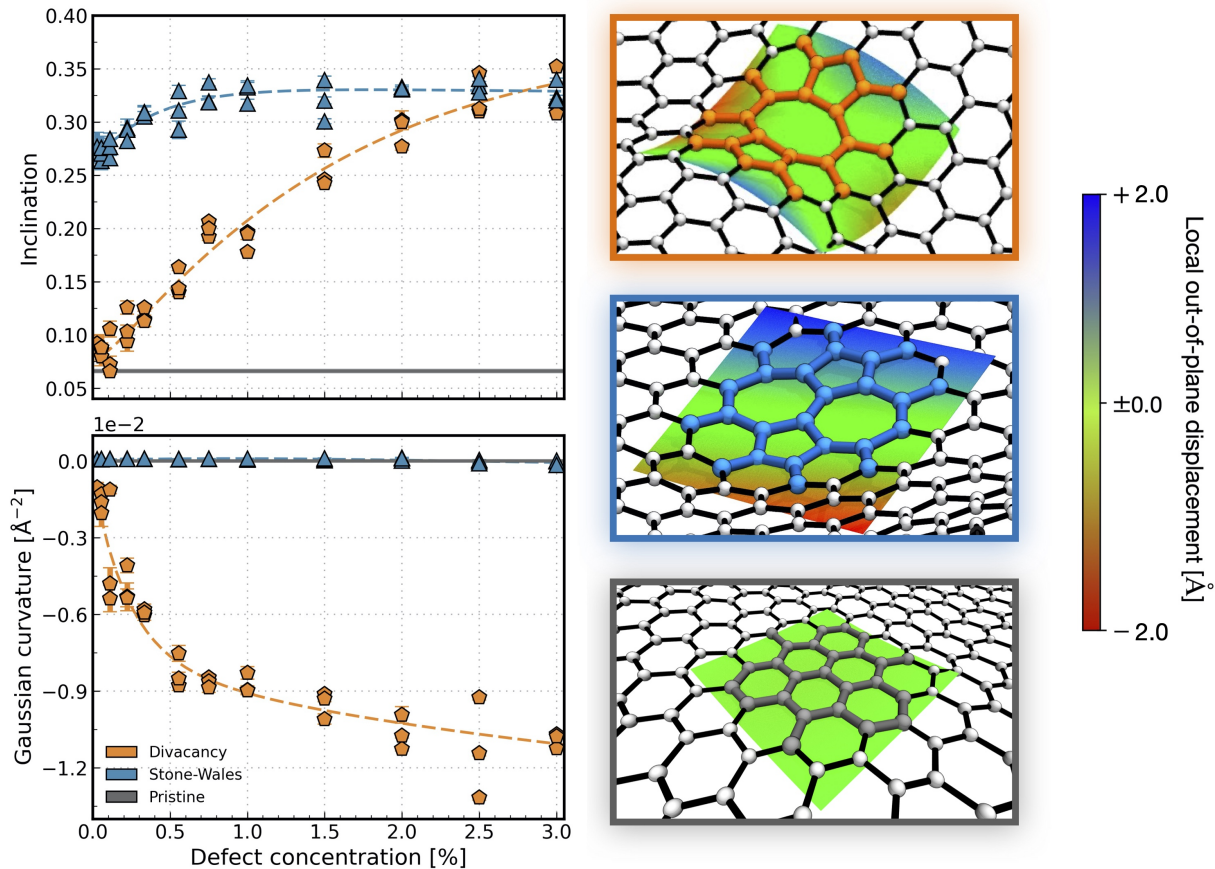 0.40
0.35
0.30
0.25
0.20
0.15
0.10
0.05
Inclination
1e−2
0.0
−0.3
−0.6
−0.9
−1.2
Gaussian curvature [Å⁻²]
Divacancy
Stone-Wales
Pristine
0.0 0.5 1.0 1.5 2.0 2.5 3.0
Defect concentration [%]
+2.0
±0.0
−2.0
Local out-of-plane displacement [Å]